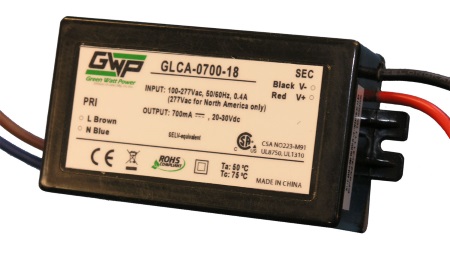 GWP
Green Watt Power
GLCA-0700-18
SEC
Black V-
Red V+
INPUT: 100-277Vac, 50/60Hz, 0.4A
(277Vac for North America only)
OUTPUT: 700mA ⎓, 20-30Vdc
PRI
L Brown
N Blue
SELV-equivalent
CSA NO223-M91
UL8750, UL1310
CE
ROHS
COMPLIANT
Ta: 50°C
Tc: 75°C
MADE IN CHINA